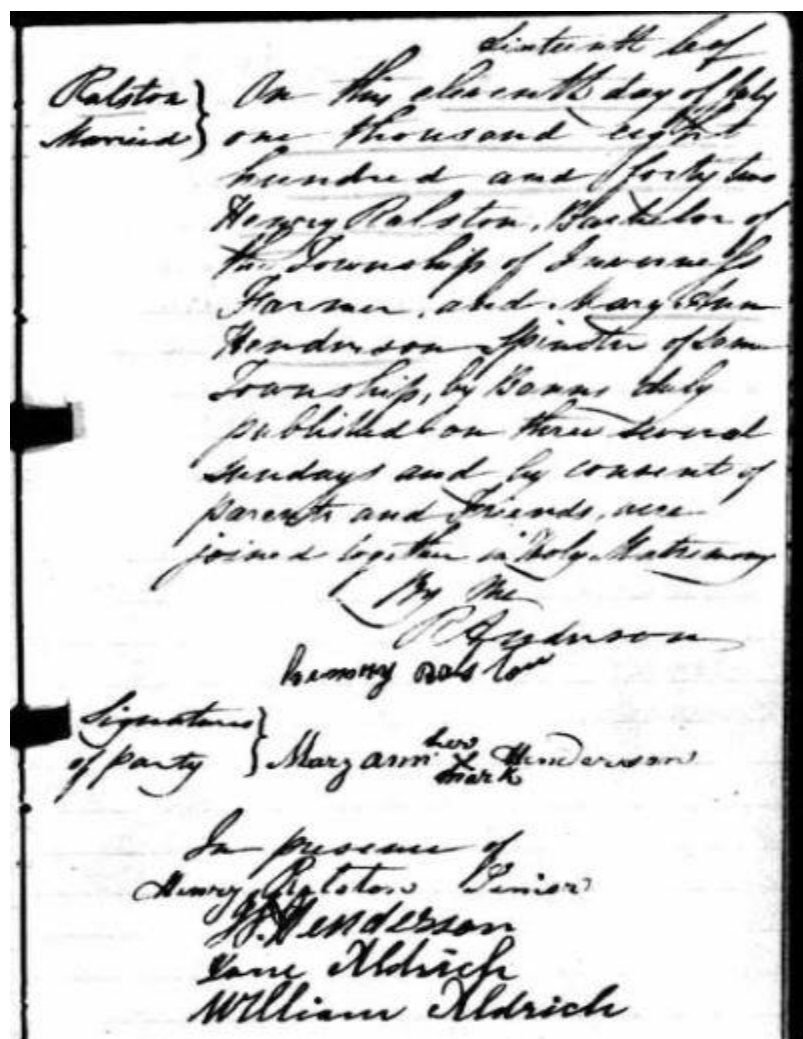 Sixteenth leaf
Ralston } On this eleventh day of July
Married } one thousand eight
hundred and forty two
Henry Ralston, Bachelor of
the Township of Inverness
Farmer, and Mary Ann
Henderson Spinster of Same
Township, by Banns duly
published on three several
Sundays and by consent of
parents and Friends, were
joined together in Holy Matrimony
By Me
R Anderson
henry
Signatures } Mary ann her X mark Henderson
of party
In presence of
Henry Ralston Senior
Henderson
Jane Aldrich
William Aldrich